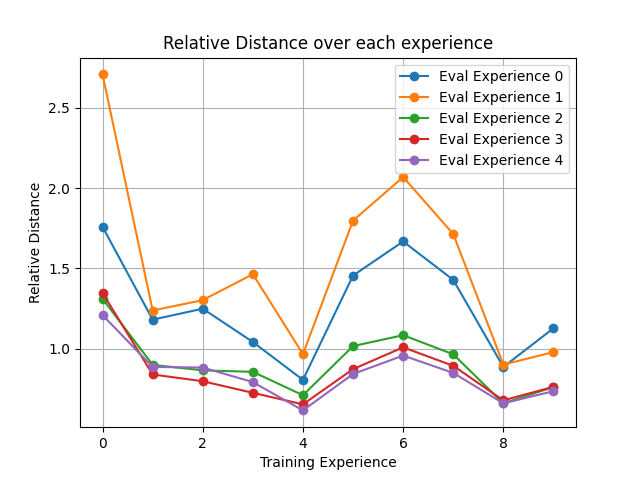 Relative Distance over each experience
Eval Experience 0
Eval Experience 1
Eval Experience 2
Eval Experience 3
Eval Experience 4
Relative Distance
2.5
2.0
1.5
1.0
0 2 4 6 8
Training Experience